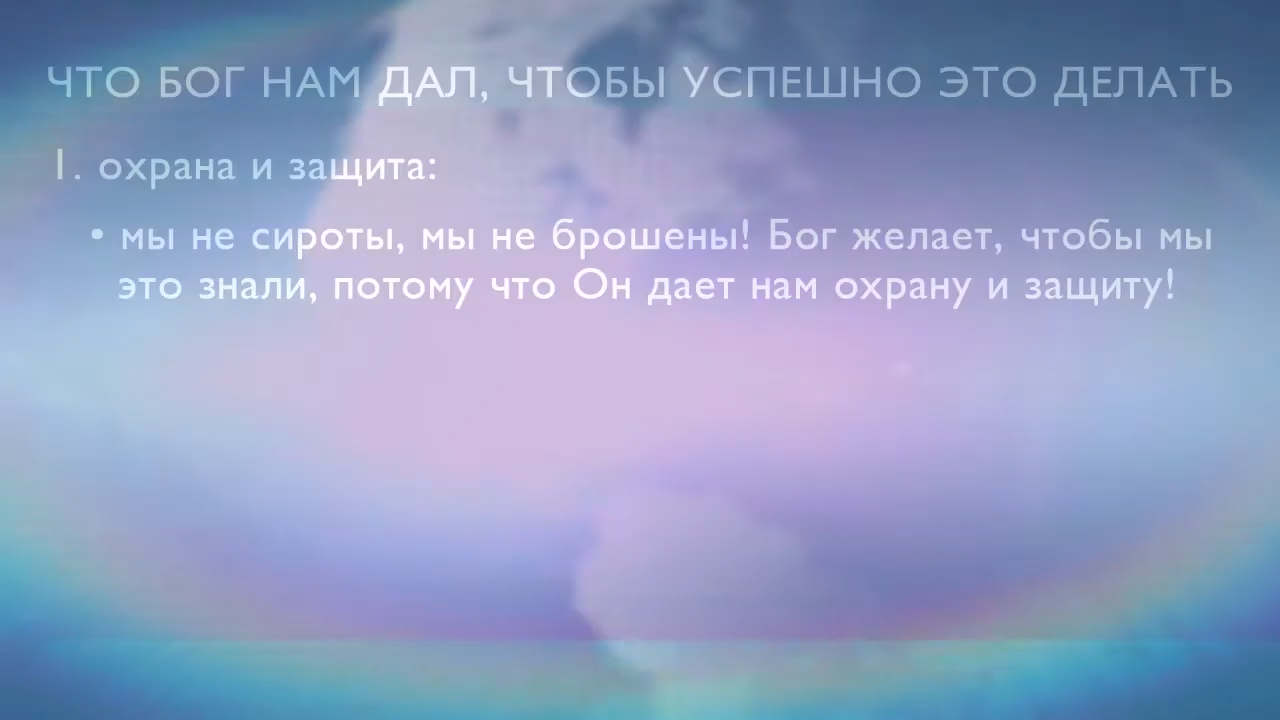 ЧТО БОГ НАМ ДАЛ, ЧТОБЫ УСПЕШНО ЭТО ДЕЛАТЬ
1. охрана и защита:
• мы не сироты, мы не брошены! Бог желает, чтобы мы
это знали, потому что Он дает нам охрану и защиту!